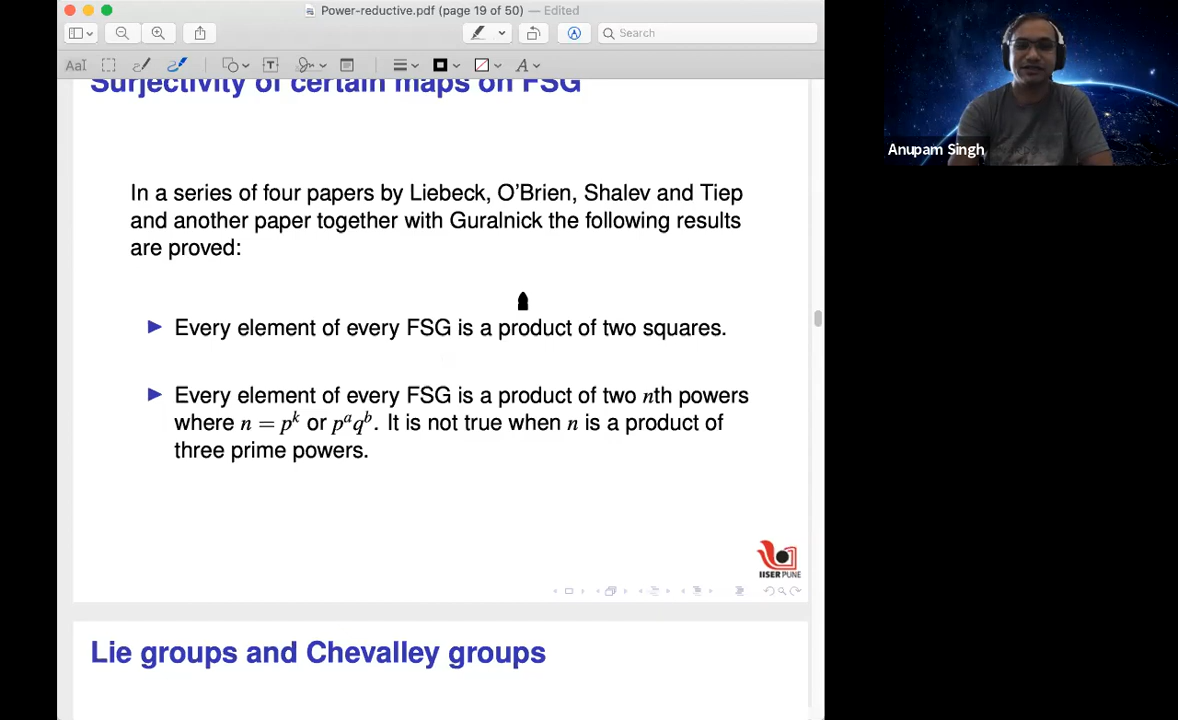 Power-reductive.pdf (page 19 of 50) — Edited
Search
AaI
Surjectivity of certain maps on FSG
In a series of four papers by Liebeck, O'Brien, Shalev and Tiep
and another paper together with Guralnick the following results
are proved:
Every element of every FSG is a product of two squares.
Every element of every FSG is a product of two nth powers
where n = p^k or p^a q^b. It is not true when n is a product of
three prime powers.
IISER PUNE
Lie groups and Chevalley groups
Anupam Singh